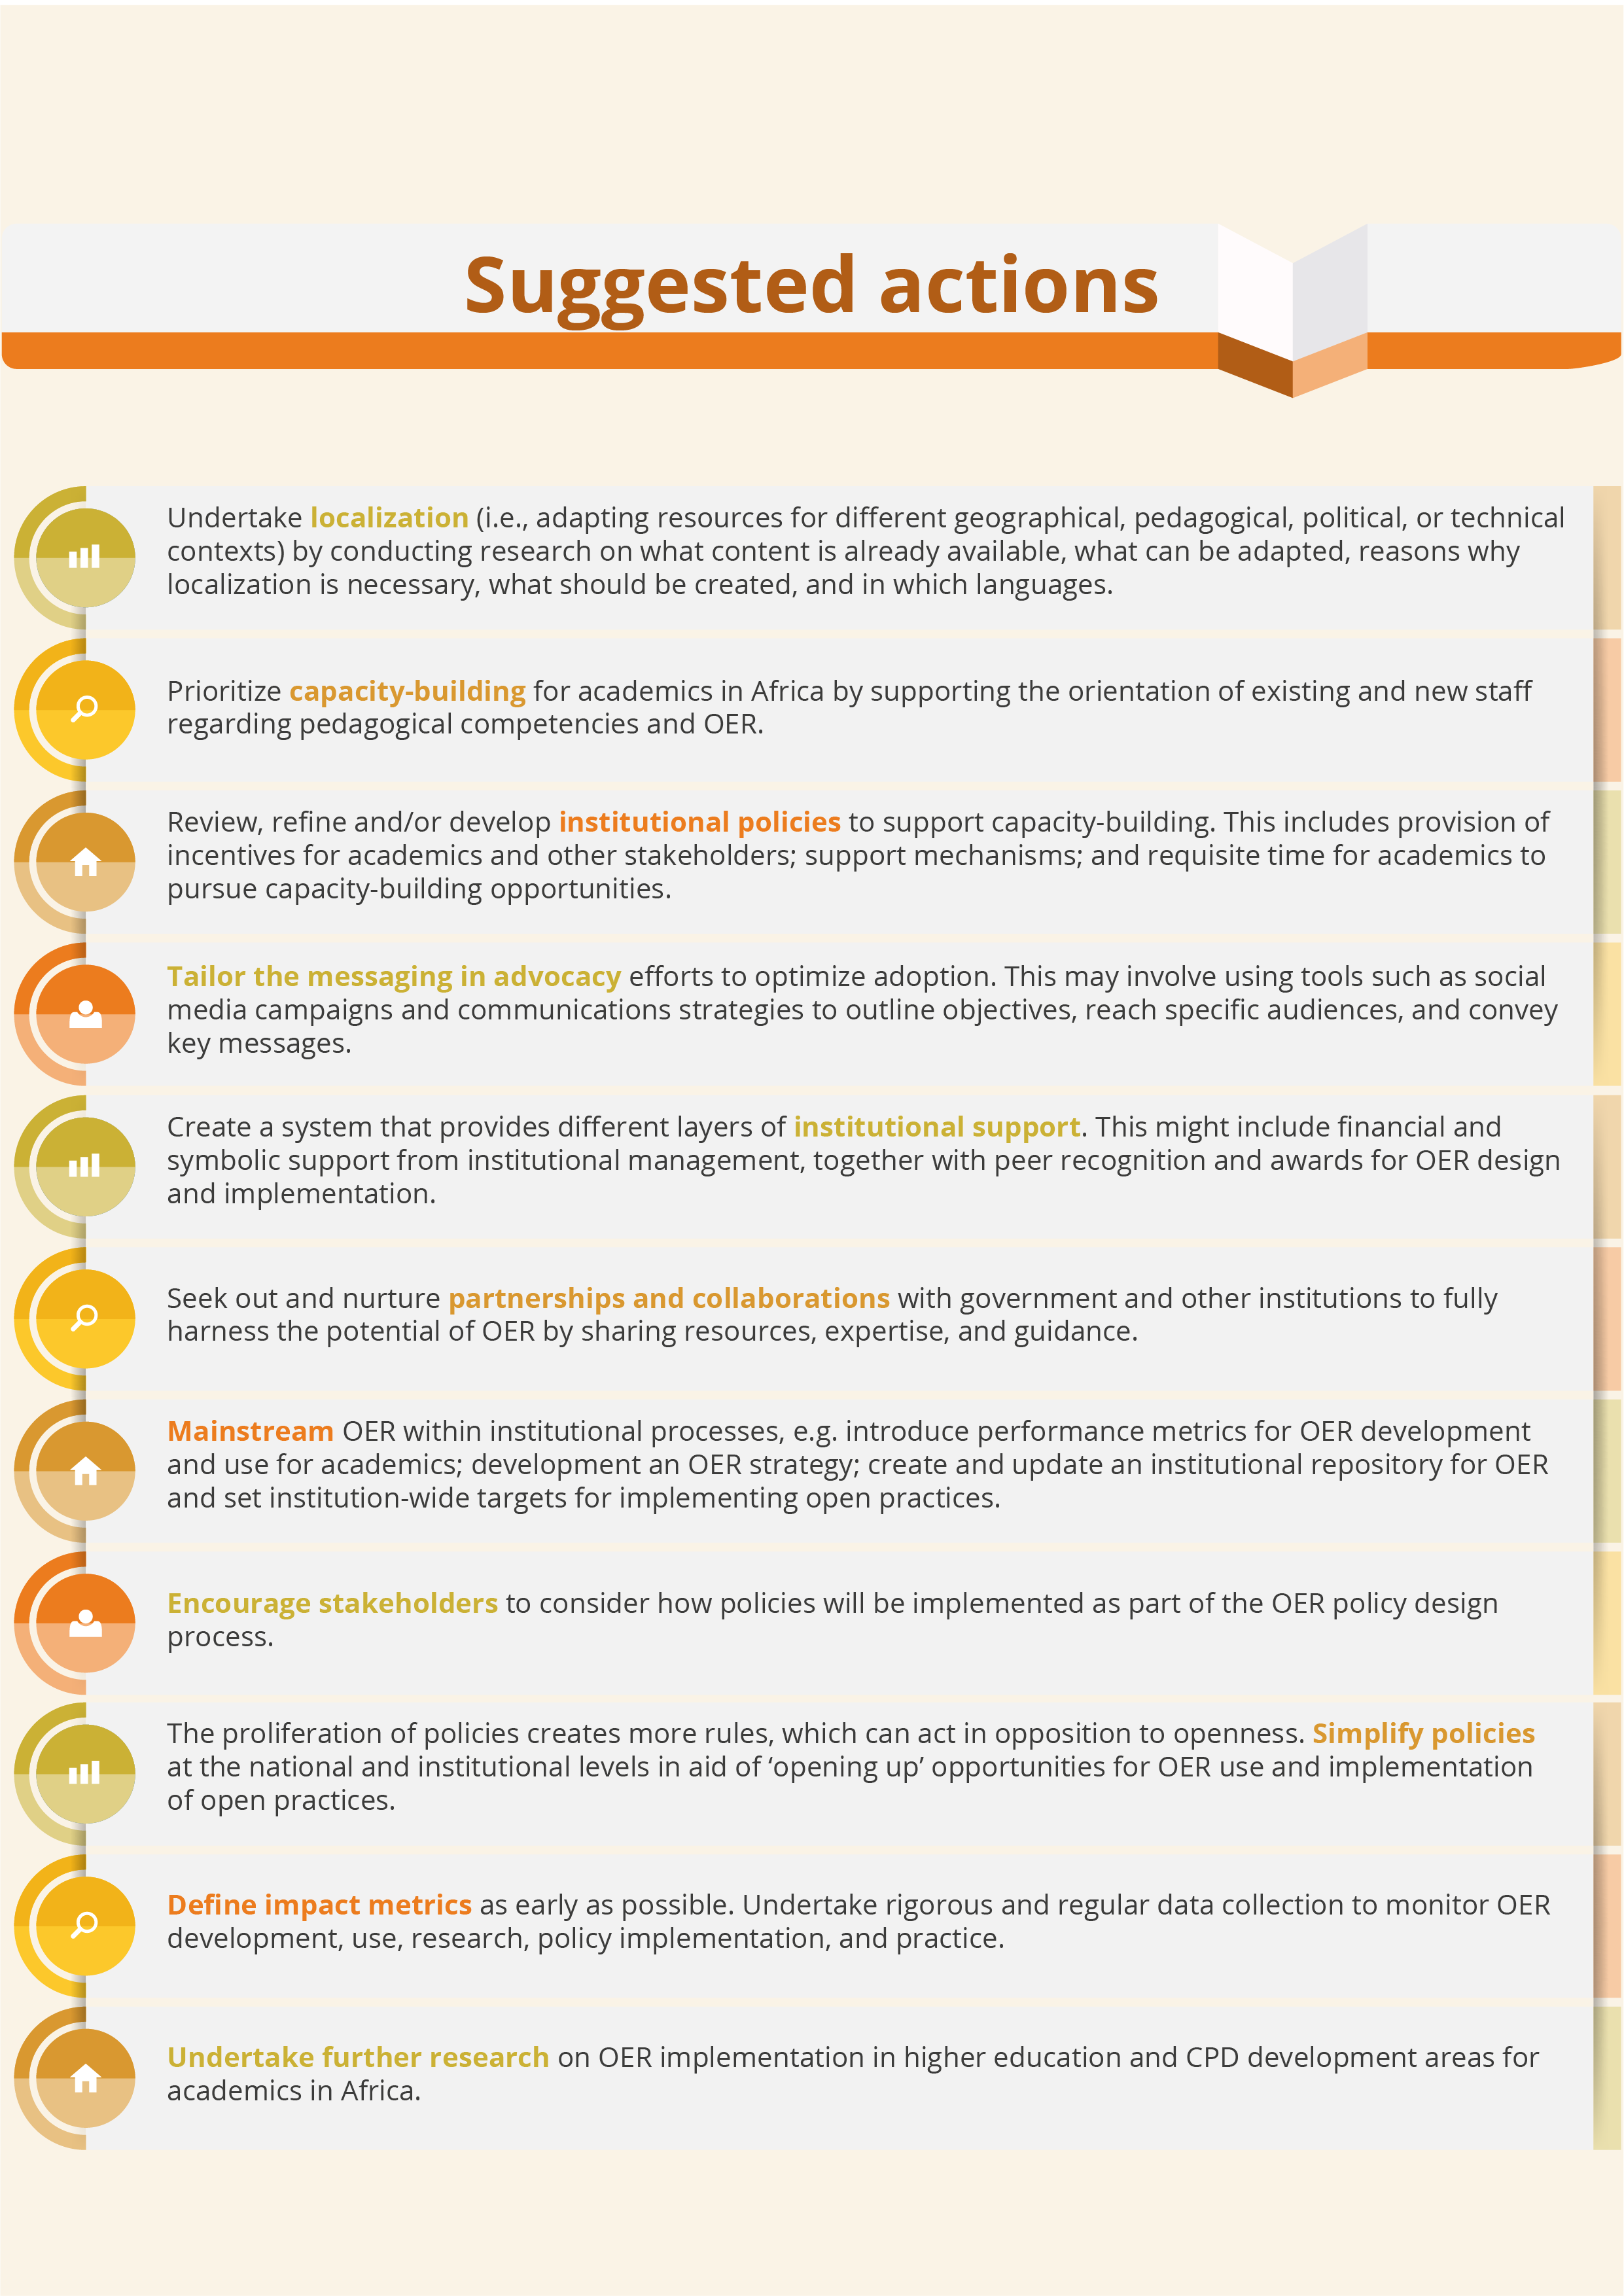 Suggested actions
Undertake localization (i.e., adapting resources for different geographical, pedagogical, political, or technical
contexts) by conducting research on what content is already available, what can be adapted, reasons why
localization is necessary, what should be created, and in which languages.
Prioritize capacity-building for academics in Africa by supporting the orientation of existing and new staff
regarding pedagogical competencies and OER.
Review, refine and/or develop institutional policies to support capacity-building. This includes provision of
incentives for academics and other stakeholders; support mechanisms; and requisite time for academics to
pursue capacity-building opportunities.
Tailor the messaging in advocacy efforts to optimize adoption. This may involve using tools such as social
media campaigns and communications strategies to outline objectives, reach specific audiences, and convey
key messages.
Create a system that provides different layers of institutional support. This might include financial and
symbolic support from institutional management, together with peer recognition and awards for OER design
and implementation.
Seek out and nurture partnerships and collaborations with government and other institutions to fully
harness the potential of OER by sharing resources, expertise, and guidance.
Mainstream OER within institutional processes, e.g. introduce performance metrics for OER development
and use for academics; development an OER strategy; create and update an institutional repository for OER
and set institution-wide targets for implementing open practices.
Encourage stakeholders to consider how policies will be implemented as part of the OER policy design
process.
The proliferation of policies creates more rules, which can act in opposition to openness. Simplify policies
at the national and institutional levels in aid of ‘opening up’ opportunities for OER use and implementation
of open practices.
Define impact metrics as early as possible. Undertake rigorous and regular data collection to monitor OER
development, use, research, policy implementation, and practice.
Undertake further research on OER implementation in higher education and CPD development areas for
academics in Africa.